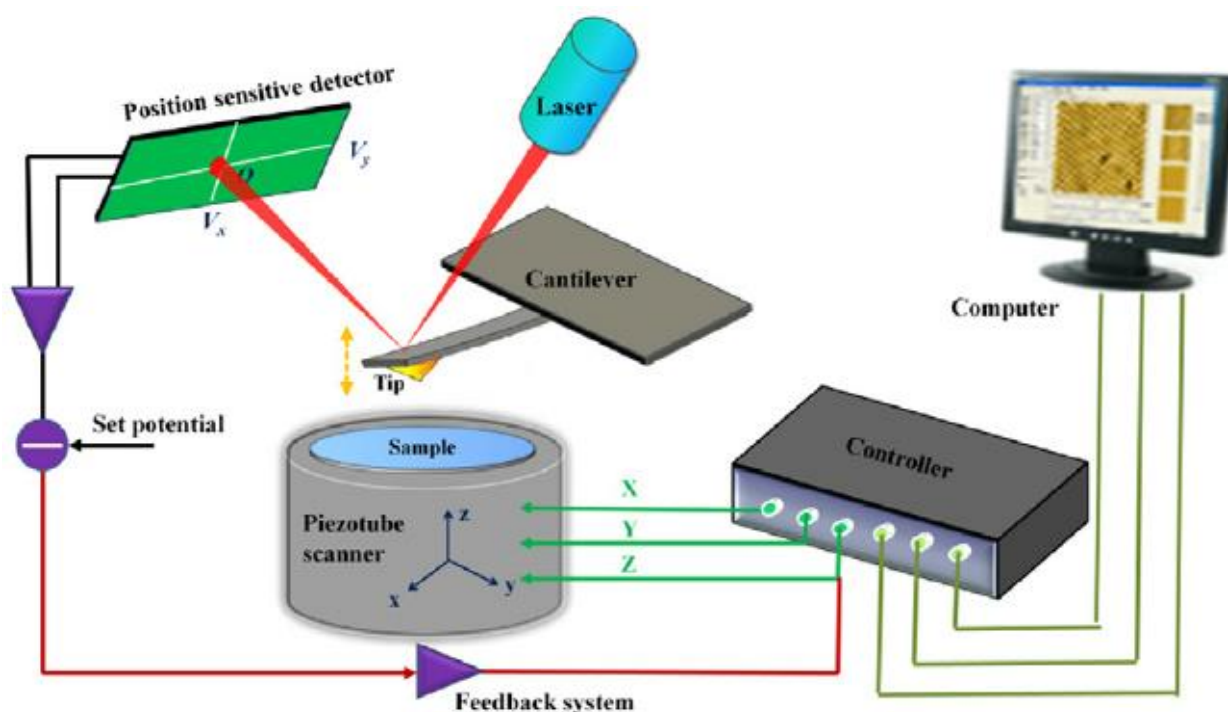 Position sensitive detector
Laser
V_y
O
V_x
Cantilever
Computer
Tip
Set potential
Sample
Controller
X
Piezotube
scanner
z
Y
Z
x
y
Feedback system